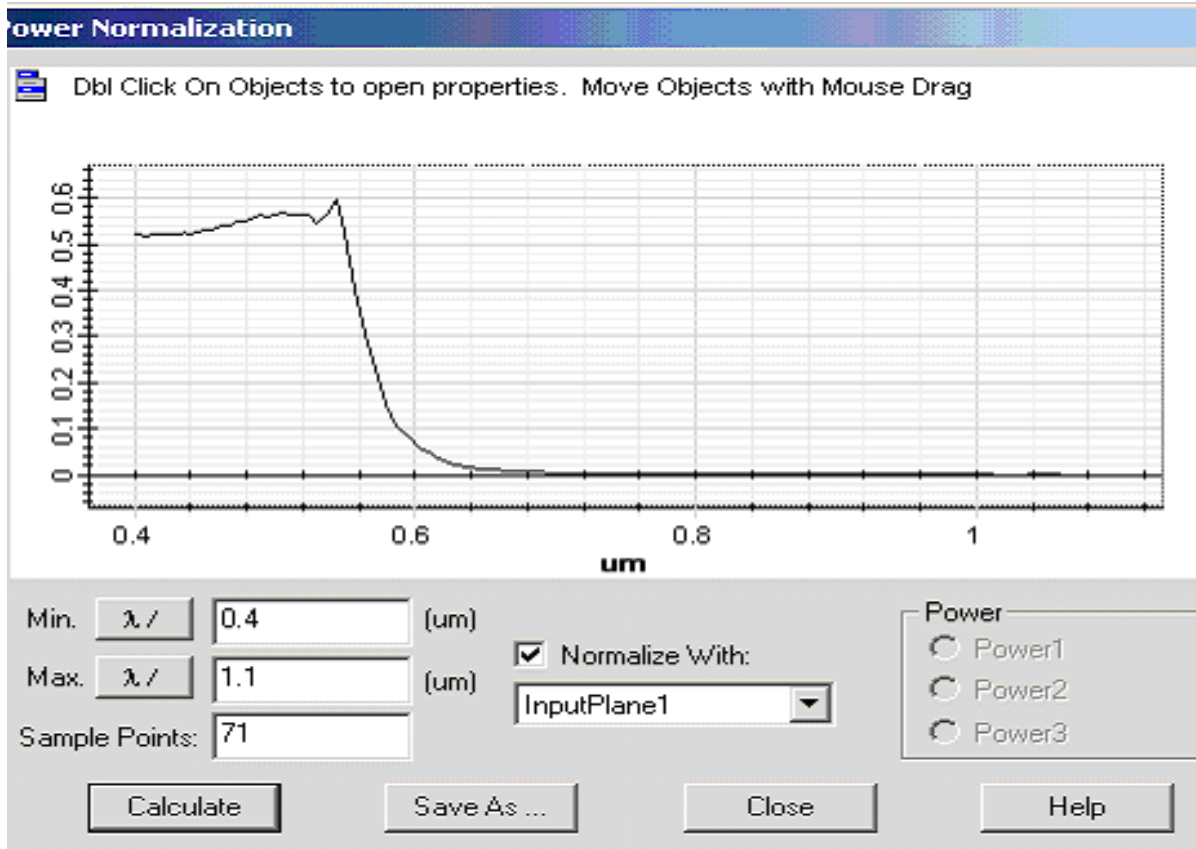 Power Normalization
Dbl Click On Objects to open properties. Move Objects with Mouse Drag
0.6
0.5
0.4
0.3
0.2
0.1
0
0.4 0.6 0.8 1
um
Min. λ / 0.4 (um)
Max. λ / 1.1 (um)
Sample Points: 71
Normalize With:
InputPlane1
Power
Power1
Power2
Power3
Calculate Save As ... Close Help